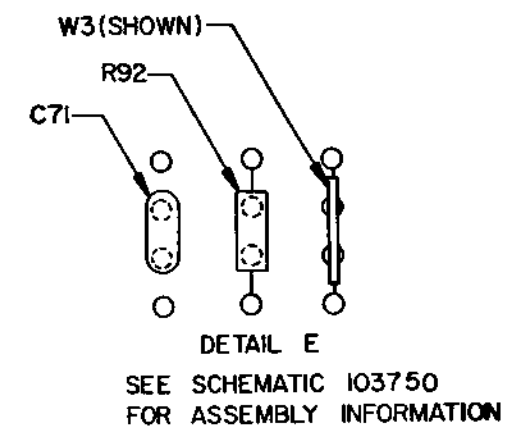 W3(SHOWN)
R92
C71
DETAIL E
SEE SCHEMATIC 103750
FOR ASSEMBLY INFORMATION